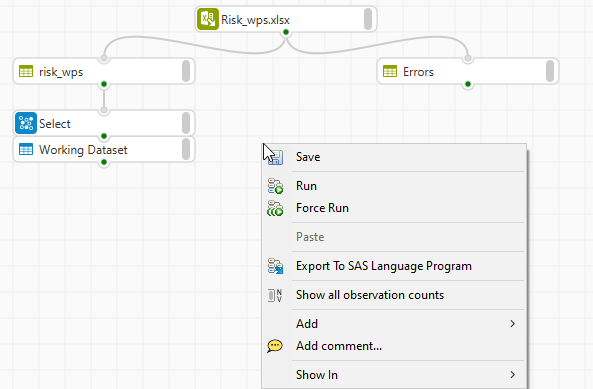 Risk_wps.xlsx
risk_wps
Errors
Select
Working Dataset
Save
Run
Force Run
Paste
Export To SAS Language Program
N
V
Show all observation counts
Add
Add comment...
Show In